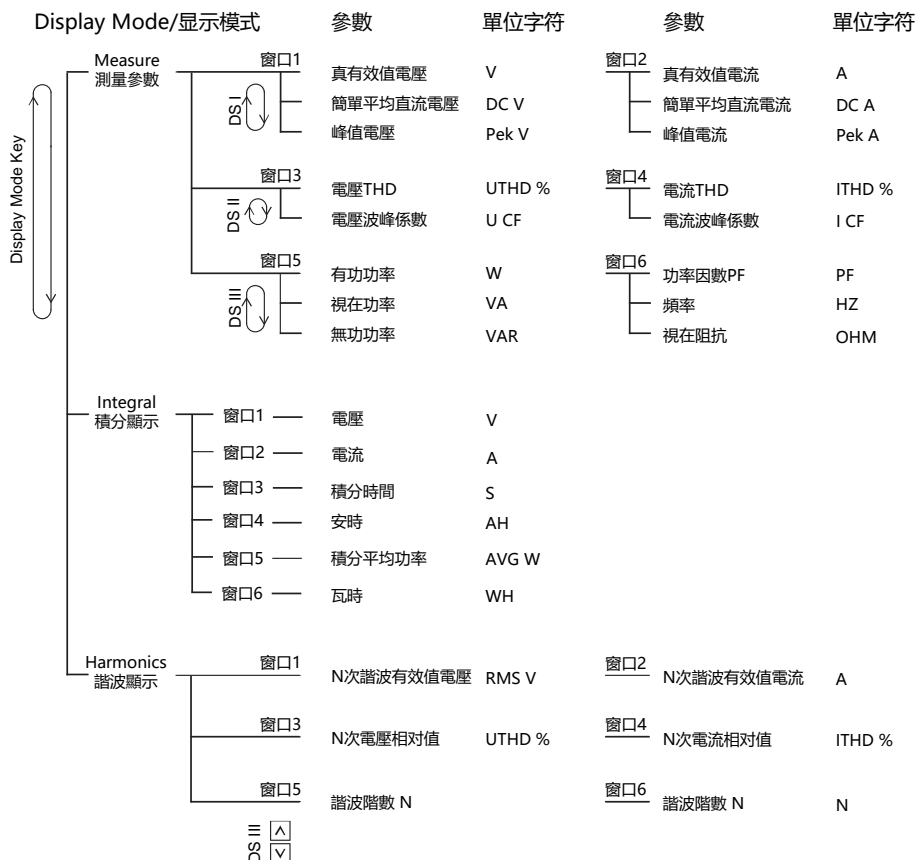 Display Mode/显示模式 參數 單位字符 參數 單位字符
Display Mode Key
Measure
測量參數
窗口1 真有效值電壓 V 窗口2 真有效值電流 A
DS I
簡單平均直流電壓 DC V 簡單平均直流電流 DC A
峰值電壓 Pek V 峰值電流 Pek A
窗口3 電壓THD UTHD % 窗口4 電流THD ITHD %
DS II
電壓波峰係數 U CF 電流波峰係數 I CF
窗口5 有功功率 W 窗口6 功率因數PF PF
DS III
視在功率 VA 頻率 HZ
無功功率 VAR 視在阻抗 OHM
Integral
積分顯示
窗口1 電壓 V
窗口2 電流 A
窗口3 積分時間 S
窗口4 安時 AH
窗口5 積分平均功率 AVG W
窗口6 瓦時 WH
Harmonics
諧波顯示
窗口1 N次諧波有效值電壓 RMS V 窗口2 N次諧波有效值電流 A
窗口3 N次電壓相对值 UTHD % 窗口4 N次電流相对值 ITHD %
窗口5 諧波階數 N 窗口6 諧波階數 N N
DS III